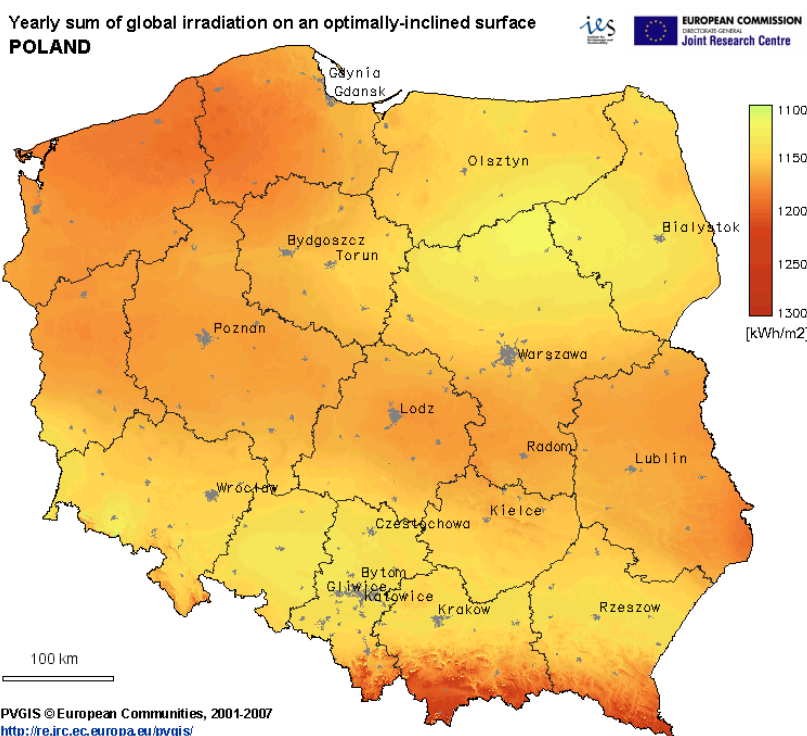 Yearly sum of global irradiation on an optimally-inclined surface
POLAND
ies
EUROPEAN COMMISSION
DIRECTORATE-GENERAL
Joint Research Centre
Gdynia
Gdansk
Olsztyn
Bialystok
Bydgoszcz
Torun
Poznan
Warszawa
Lodz
Radom
Lublin
Wrocław
Kielce
Czestochowa
Bytom
Gliwice
Katowice
Krakow
Rzeszow
1100
1150
1200
1250
1300
[kWh/m2]
100 km
PVGIS © European Communities, 2001-2007
http://re.jrc.ec.europa.eu/pvgis/